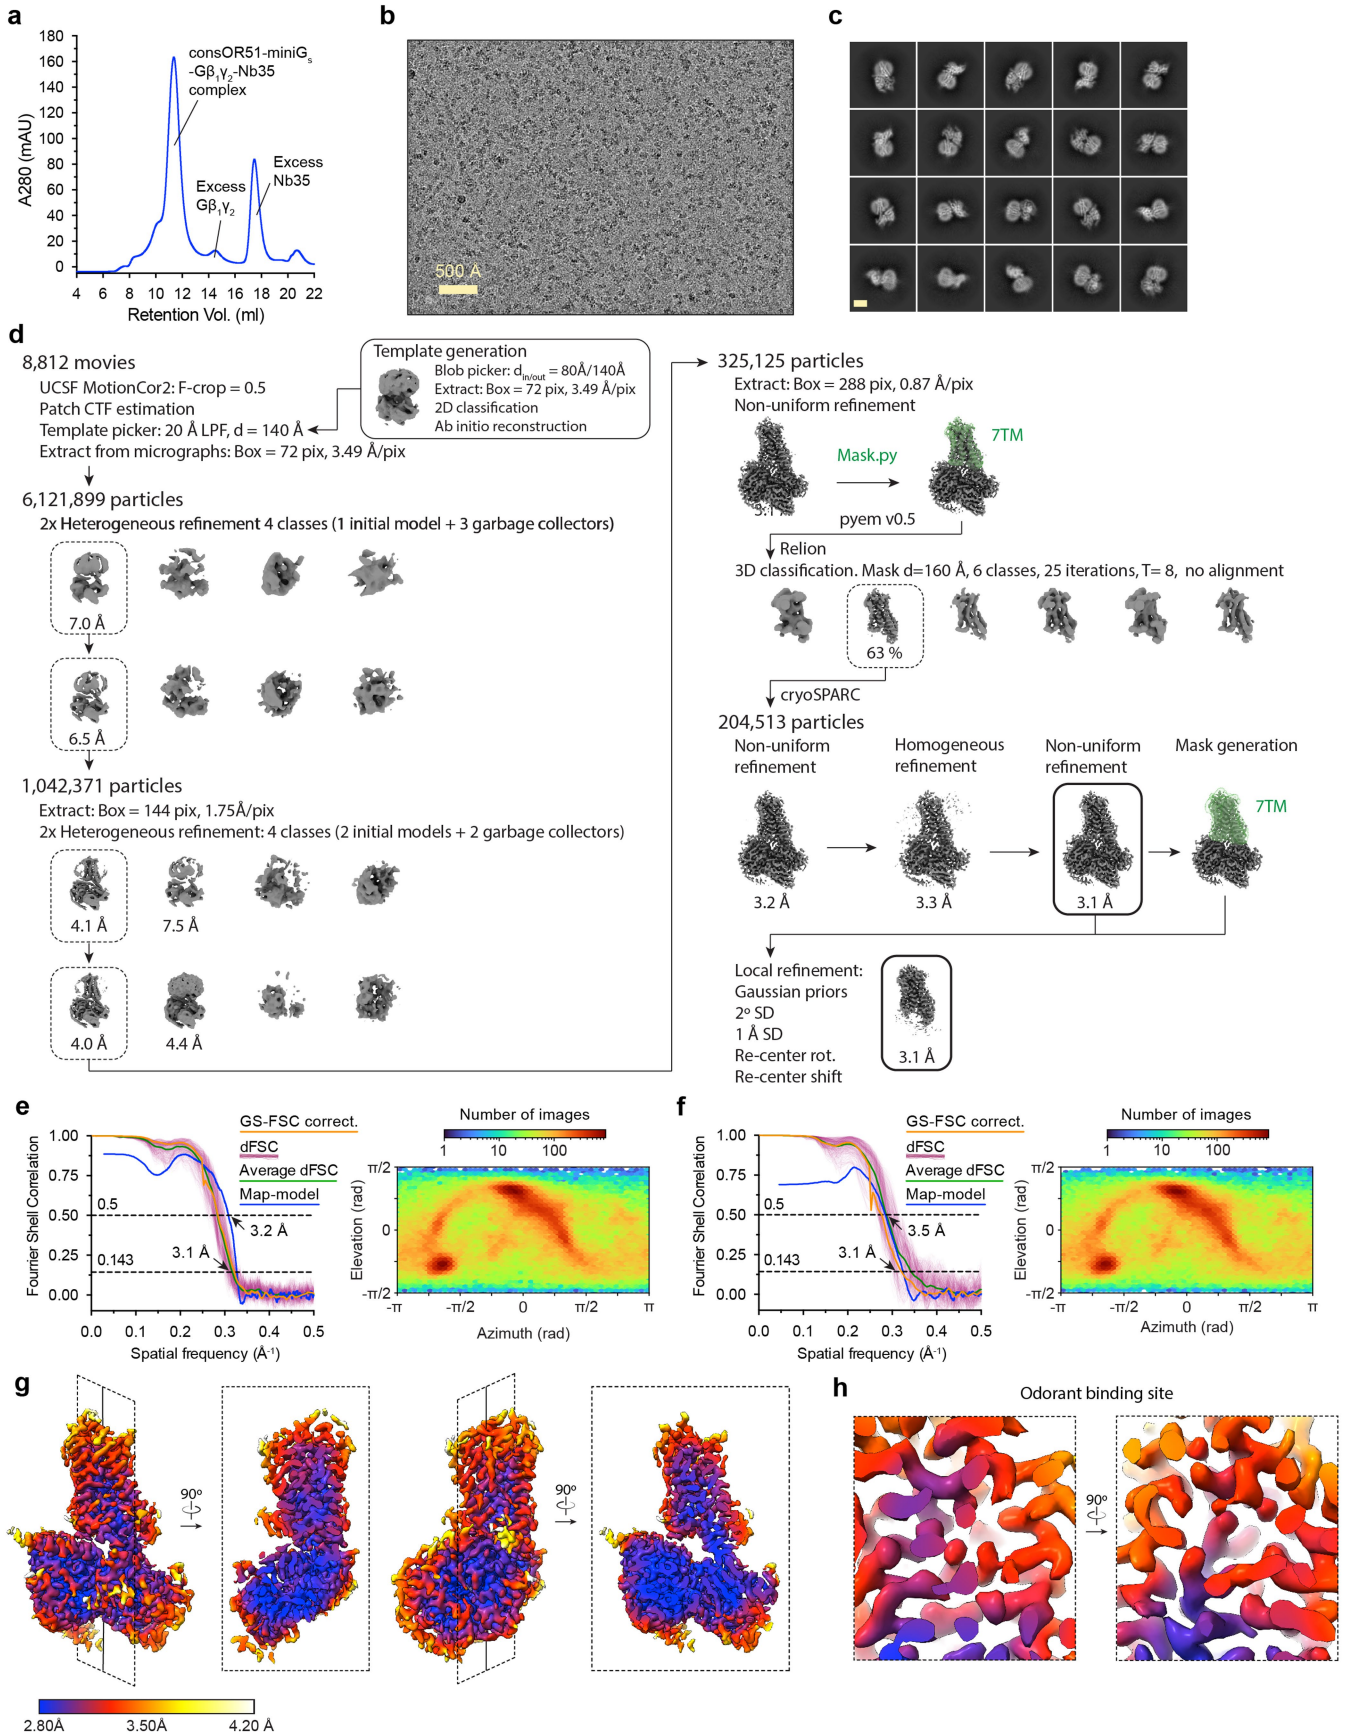 a
180
160
140
120
100
80
60
40
20
0
A280 (mAU)
4 6 8 10 12 14 16 18 20 22
Retention Vol. (ml)
consOR51-miniGs
-Gβ1γ2-Nb35
complex
Excess
Gβ1γ2
Excess
Nb35
b
500 Å
c
d
8,812 movies
UCSF MotionCor2: F-crop = 0.5
Patch CTF estimation
Template picker: 20 Å LPF, d = 140 Å
Extract from micrographs: Box = 72 pix, 3.49 Å/pix
Template generation
Blob picker: din/out = 80Å/140Å
Extract: Box = 72 pix, 3.49 Å/pix
2D classification
Ab initio reconstruction
6,121,899 particles
2x Heterogeneous refinement 4 classes (1 initial model + 3 garbage collectors)
7.0 Å
6.5 Å
1,042,371 particles
Extract: Box = 144 pix, 1.75Å/pix
2x Heterogeneous refinement: 4 classes (2 initial models + 2 garbage collectors)
4.1 Å
7.5 Å
4.0 Å
4.4 Å
325,125 particles
Extract: Box = 288 pix, 0.87 Å/pix
Non-uniform refinement
Mask.py
7TM
pyem v0.5
Relion
3D classification. Mask d=160 Å, 6 classes, 25 iterations, T= 8, no alignment
63 %
cryoSPARC
204,513 particles
Non-uniform
refinement
Homogeneous
refinement
Non-uniform
refinement
Mask generation
7TM
3.2 Å
3.3 Å
3.1 Å
Local refinement:
Gaussian priors
2º SD
1 Å SD
Re-center rot.
Re-center shift
3.1 Å
e
GS-FSC correct.
dFSC
Average dFSC
Map-model
1.00
0.75
0.50
0.25
0.00
Fourrier Shell Correlation
0.5
0.143
3.2 Å
3.1 Å
0.0 0.1 0.2 0.3 0.4 0.5
Spatial frequency (Å-1)
Number of images
1 10 100
π/2
0
-π/2
Elevation (rad)
-π -π/2 0 π/2 π
Azimuth (rad)
f
GS-FSC correct.
dFSC
Average dFSC
Map-model
1.00
0.75
0.50
0.25
0.00
Fourrier Shell Correlation
0.5
0.143
3.5 Å
3.1 Å
0.0 0.1 0.2 0.3 0.4 0.5
Spatial frequency (Å-1)
Number of images
1 10 100
π/2
0
-π/2
Elevation (rad)
-π -π/2 0 π/2 π
Azimuth (rad)
g
90º
90º
2.80Å 3.50Å 4.20 Å
h
Odorant binding site
90º